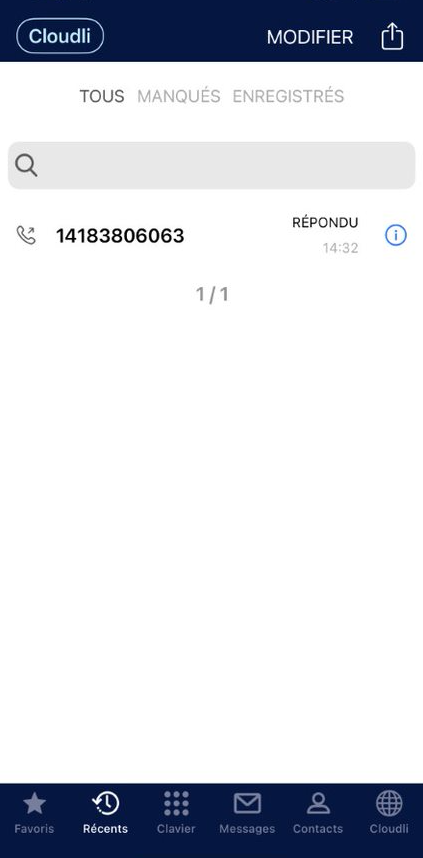 Cloudli MODIFIER
TOUS MANQUÉS ENREGISTRÉS
14183806063 RÉPONDU
14:32
1/1
Favoris Récents Clavier Messages Contacts Cloudli